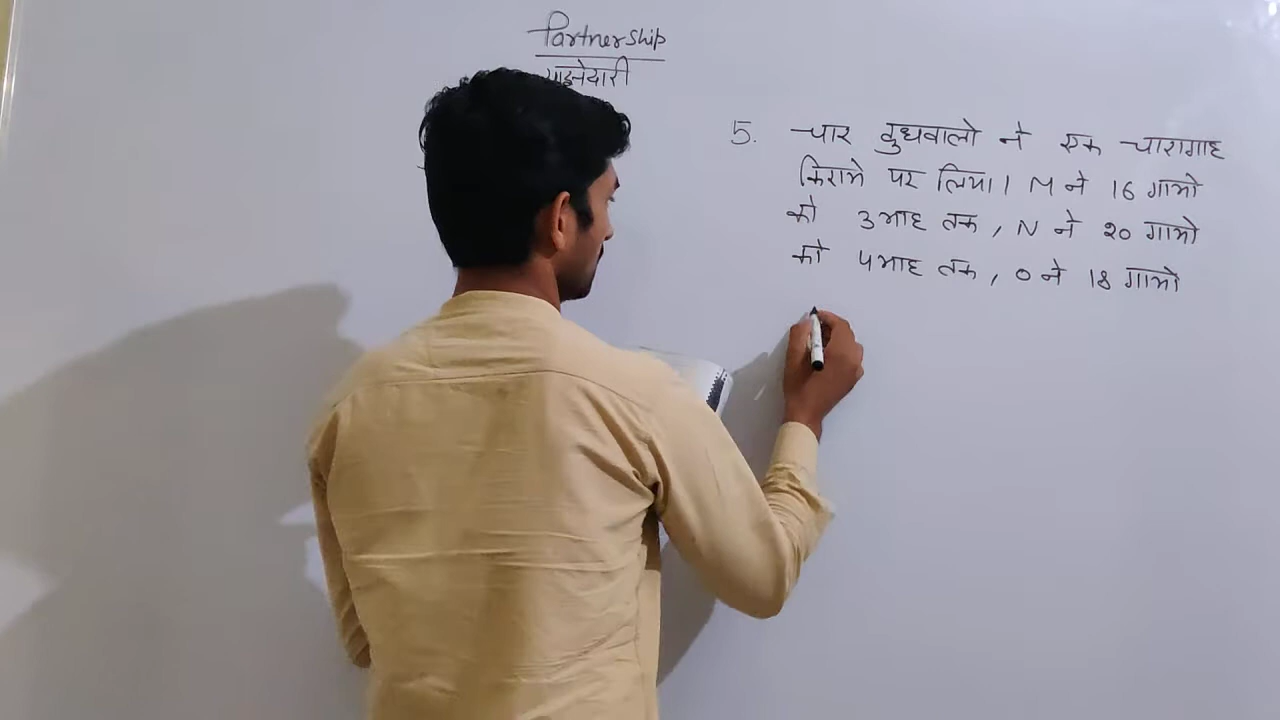 Partnership
साझेदारी
5. चार दुधवालो ने एक चारागाह
किराये पर लिया। M ने 16 गायो
को 3 माह तक, N ने 20 गायो
को 4 माह तक, O ने 18 गायो